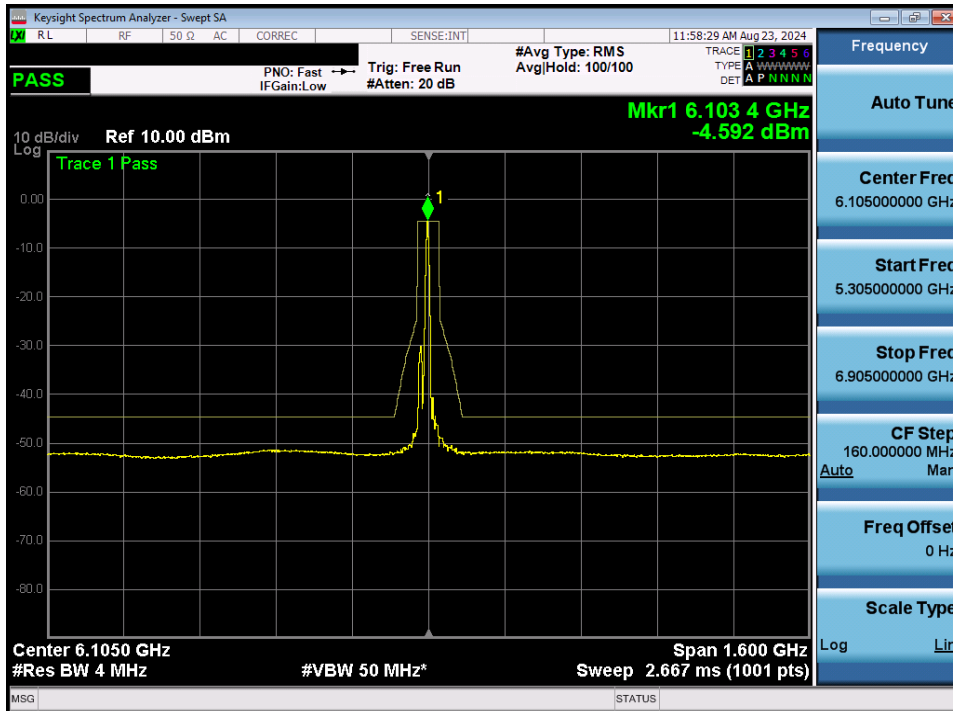 Keysight Spectrum Analyzer - Swept SA
LXI RL RF 50 Ω AC CORREC SENSE:INT 11:58:29 AM Aug 23, 2024
PASS
PNO: Fast
IFGain:Low
Trig: Free Run
#Atten: 20 dB
#Avg Type: RMS
Avg|Hold: 100/100
TRACE 1 2 3 4 5 6
TYPE A WWWWWW
DET A P N N N N
Mkr1 6.103 4 GHz
-4.592 dBm
10 dB/div Ref 10.00 dBm
Log
Trace 1 Pass
1
0.00
-10.0
-20.0
-30.0
-40.0
-50.0
-60.0
-70.0
-80.0
Center 6.1050 GHz Span 1.600 GHz
#Res BW 4 MHz #VBW 50 MHz* Sweep 2.667 ms (1001 pts)
MSG STATUS
Frequency
Auto Tune
Center Freq
6.105000000 GHz
Start Freq
5.305000000 GHz
Stop Freq
6.905000000 GHz
CF Step
160.000000 MHz
Auto Man
Freq Offset
0 Hz
Scale Type
Log Lin